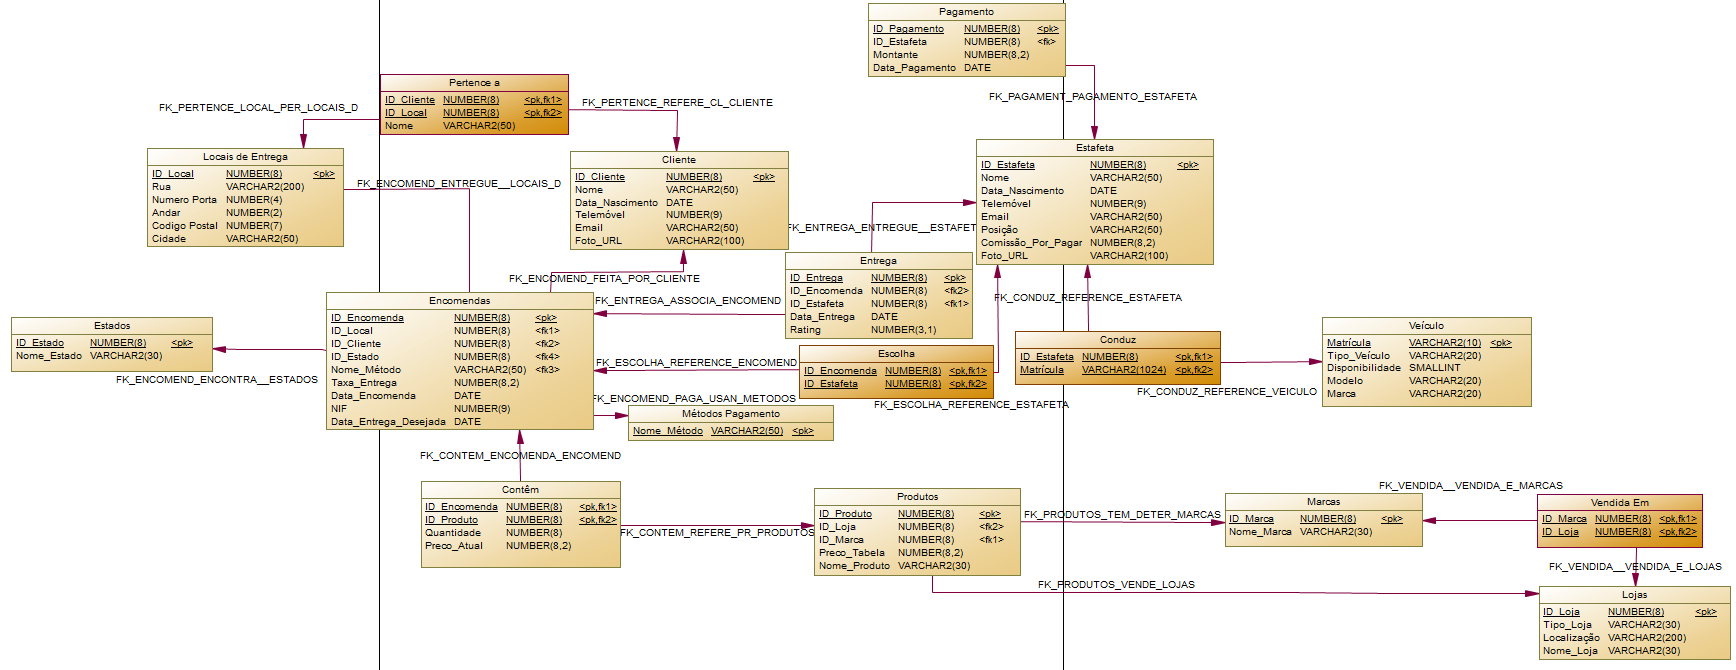 Pagamento
ID_Pagamento NUMBER(8) <pk>
ID_Estafeta NUMBER(8) <fk>
Montante NUMBER(8,2)
Data_Pagamento DATE
FK_PAGAMENT_PAGAMENTO_ESTAFETA
Pertence a
ID_Cliente NUMBER(8) <pk,fk1>
ID_Local NUMBER(8) <pk,fk2>
Nome VARCHAR2(50)
FK_PERTENCE_LOCAL_PER_LOCAIS_D
FK_PERTENCE_REFERE_CL_CLIENTE
Locais de Entrega
ID_Local NUMBER(8) <pk>
Rua VARCHAR2(200)
Numero Porta NUMBER(4)
Andar NUMBER(2)
Codigo Postal NUMBER(7)
Cidade VARCHAR2(50)
FK_ENCOMEND_ENTREGUE__LOCAIS_D
Cliente
ID_Cliente NUMBER(8) <pk>
Nome VARCHAR2(50)
Data_Nascimento DATE
Telemóvel NUMBER(9)
Email VARCHAR2(50)
Foto_URL VARCHAR2(100)
Estafeta
ID_Estafeta NUMBER(8) <pk>
Nome VARCHAR2(50)
Data_Nascimento DATE
Telemóvel NUMBER(9)
Email VARCHAR2(50)
Posição VARCHAR2(50)
Comissão_Por_Pagar NUMBER(8,2)
Foto_URL VARCHAR2(100)
FK_ENTREGA_ENTREGUE__ESTAFET
FK_ENCOMEND_FEITA_POR_CLIENTE
Entrega
ID_Entrega NUMBER(8) <pk>
ID_Encomenda NUMBER(8) <fk2>
ID_Estafeta NUMBER(8) <fk1>
Data_Entrega DATE
Rating NUMBER(3,1)
FK_ENTREGA_ASSOCIA_ENCOMEND
FK_CONDUZ_REFERENCE_ESTAFETA
Encomendas
ID_Encomenda NUMBER(8) <pk>
ID_Local NUMBER(8) <fk1>
ID_Cliente NUMBER(8) <fk2>
ID_Estado NUMBER(8) <fk4>
Nome_Método VARCHAR2(50) <fk3>
Taxa_Entrega NUMBER(8,2)
Data_Encomenda DATE
NIF NUMBER(9)
Data_Entrega_Desejada DATE
Estados
ID_Estado NUMBER(8) <pk>
Nome_Estado VARCHAR2(30)
FK_ENCOMEND_ENCONTRA__ESTADOS
FK_ESCOLHA_REFERENCE_ENCOMEND
Escolha
ID_Encomenda NUMBER(8) <pk,fk1>
ID_Estafeta NUMBER(8) <pk,fk2>
FK_ESCOLHA_REFERENCE_ESTAFETA
Conduz
ID_Estafeta NUMBER(8) <pk,fk1>
Matrícula VARCHAR2(1024) <pk,fk2>
FK_CONDUZ_REFERENCE_VEICULO
Veículo
Matrícula VARCHAR2(10) <pk>
Tipo_Veículo VARCHAR2(20)
Disponibilidade SMALLINT
Modelo VARCHAR2(20)
Marca VARCHAR2(20)
FK_ENCOMEND_PAGA_USAN_METODOS
Métodos Pagamento
Nome_Método VARCHAR2(50) <pk>
FK_CONTEM_ENCOMENDA_ENCOMEND
Contêm
ID_Encomenda NUMBER(8) <pk,fk1>
ID_Produto NUMBER(8) <pk,fk2>
Quantidade NUMBER(8)
Preco_Atual NUMBER(8,2)
FK_CONTEM_REFERE_PR_PRODUTOS
Produtos
ID_Produto NUMBER(8) <pk>
ID_Loja NUMBER(8) <fk2>
ID_Marca NUMBER(8) <fk1>
Preco_Tabela NUMBER(8,2)
Nome_Produto VARCHAR2(30)
FK_PRODUTOS_TEM_DETER_MARCAS
FK_PRODUTOS_VENDE_LOJAS
Marcas
ID_Marca NUMBER(8) <pk>
Nome_Marca VARCHAR2(30)
FK_VENDIDA__VENDIDA_E_MARCAS
Vendida Em
ID_Marca NUMBER(8) <pk,fk1>
ID_Loja NUMBER(8) <pk,fk2>
FK_VENDIDA__VENDIDA_E_LOJAS
Lojas
ID_Loja NUMBER(8) <pk>
Tipo_Loja VARCHAR2(30)
Localização VARCHAR2(200)
Nome_Loja VARCHAR2(30)